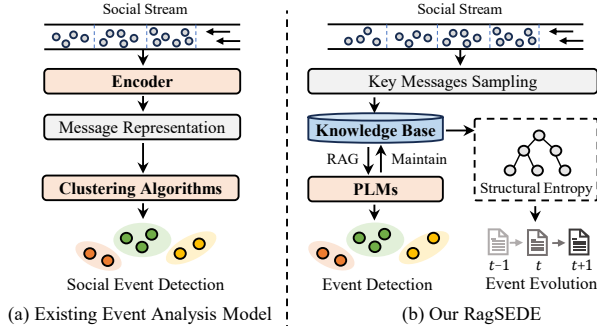 Social Stream
Encoder
Message Representation
Clustering Algorithms
Social Event Detection
(a) Existing Event Analysis Model
Social Stream
Key Messages Sampling
Knowledge Base
RAG
Maintain
PLMs
Structural Entropy
Event Detection
t−1
t
t+1
Event Evolution
(b) Our RagSEDE